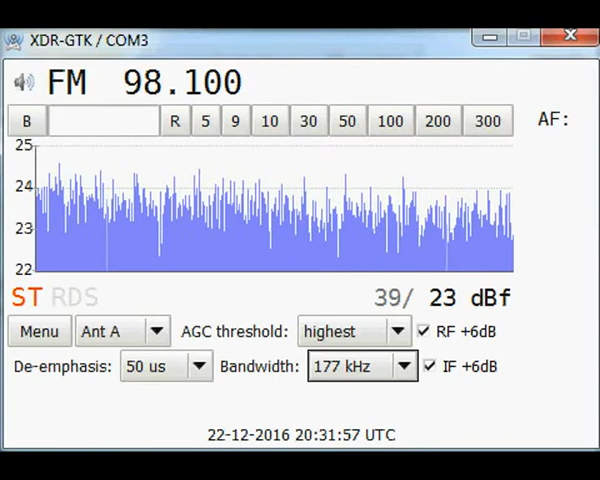 XDR-GTK / COM3
FM 98.100
B R 5 9 10 30 50 100 200 300 AF:
25
24
23
22
ST RDS 39/ 23 dBf
Menu Ant A AGC threshold: highest RF +6dB
De-emphasis: 50 us Bandwidth: 177 kHz IF +6dB
22-12-2016 20:31:57 UTC